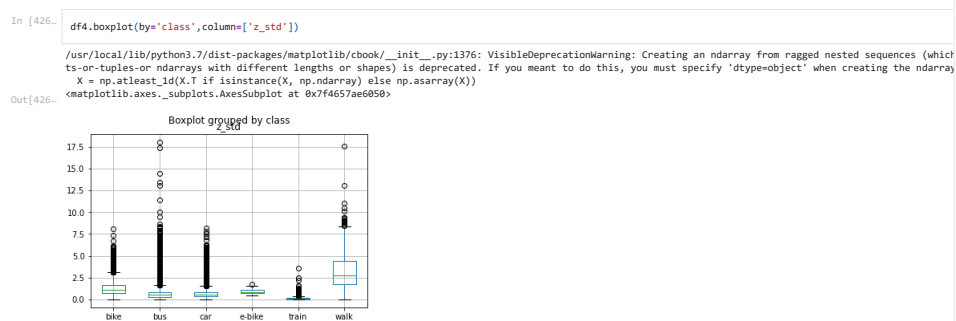 In [426…
df4.boxplot(by='class',column=['z_std'])
/usr/local/lib/python3.7/dist-packages/matplotlib/cbook/__init__.py:1376: VisibleDeprecationWarning: Creating an ndarray from ragged nested sequences (which
ts-or-tuples-or ndarrays with different lengths or shapes) is deprecated. If you meant to do this, you must specify 'dtype=object' when creating the ndarray
X = np.atleast_1d(X.T if isinstance(X, np.ndarray) else np.asarray(X))
<matplotlib.axes._subplots.AxesSubplot at 0x7f4657ae6050>
Out[426…
Boxplot grouped by class
z_std
17.5
15.0
12.5
10.0
7.5
5.0
2.5
0.0
bike bus car e-bike train walk